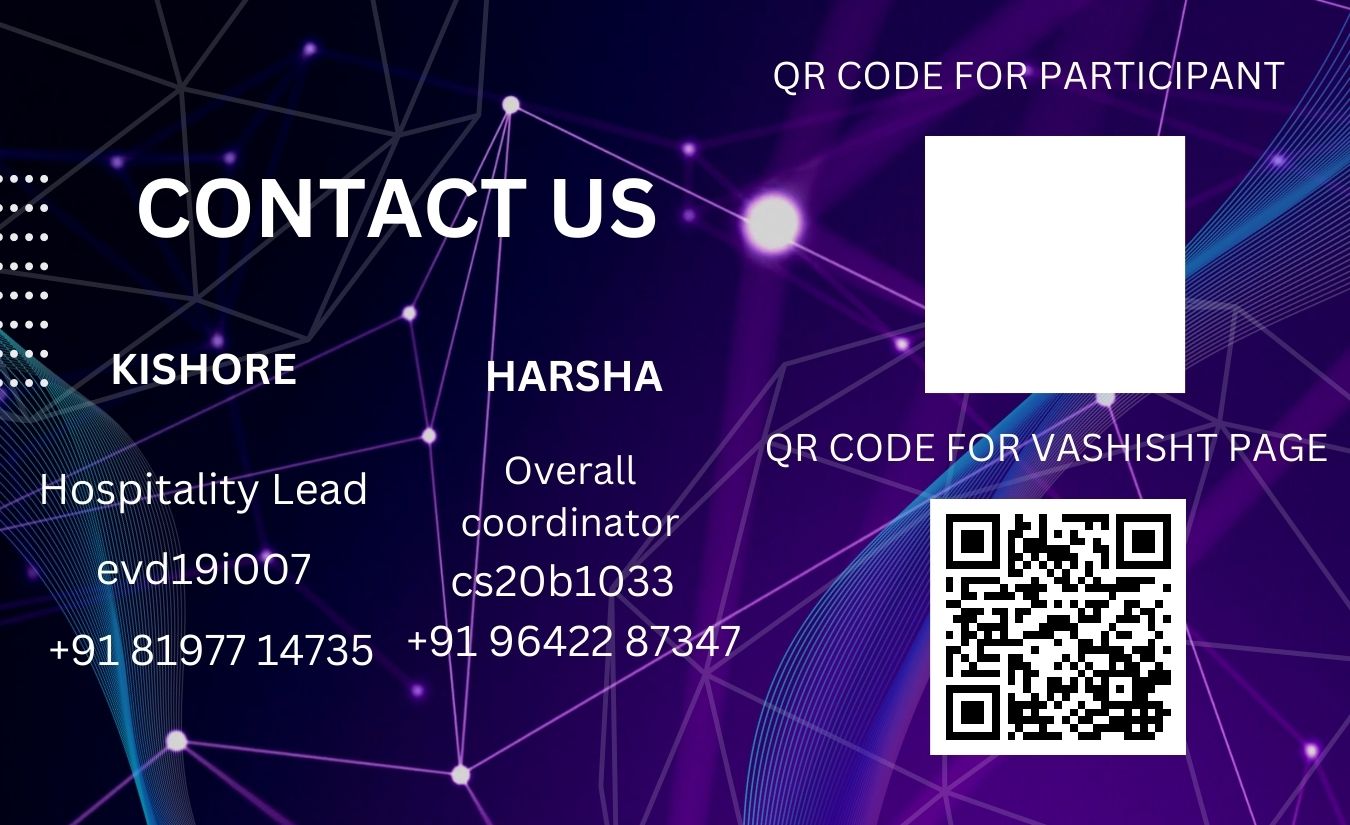 CONTACT US
KISHORE
Hospitality Lead
evd19i007
+91 81977 14735
HARSHA
Overall
coordinator
cs20b1033
+91 96422 87347
QR CODE FOR PARTICIPANT
QR CODE FOR VASHISHT PAGE